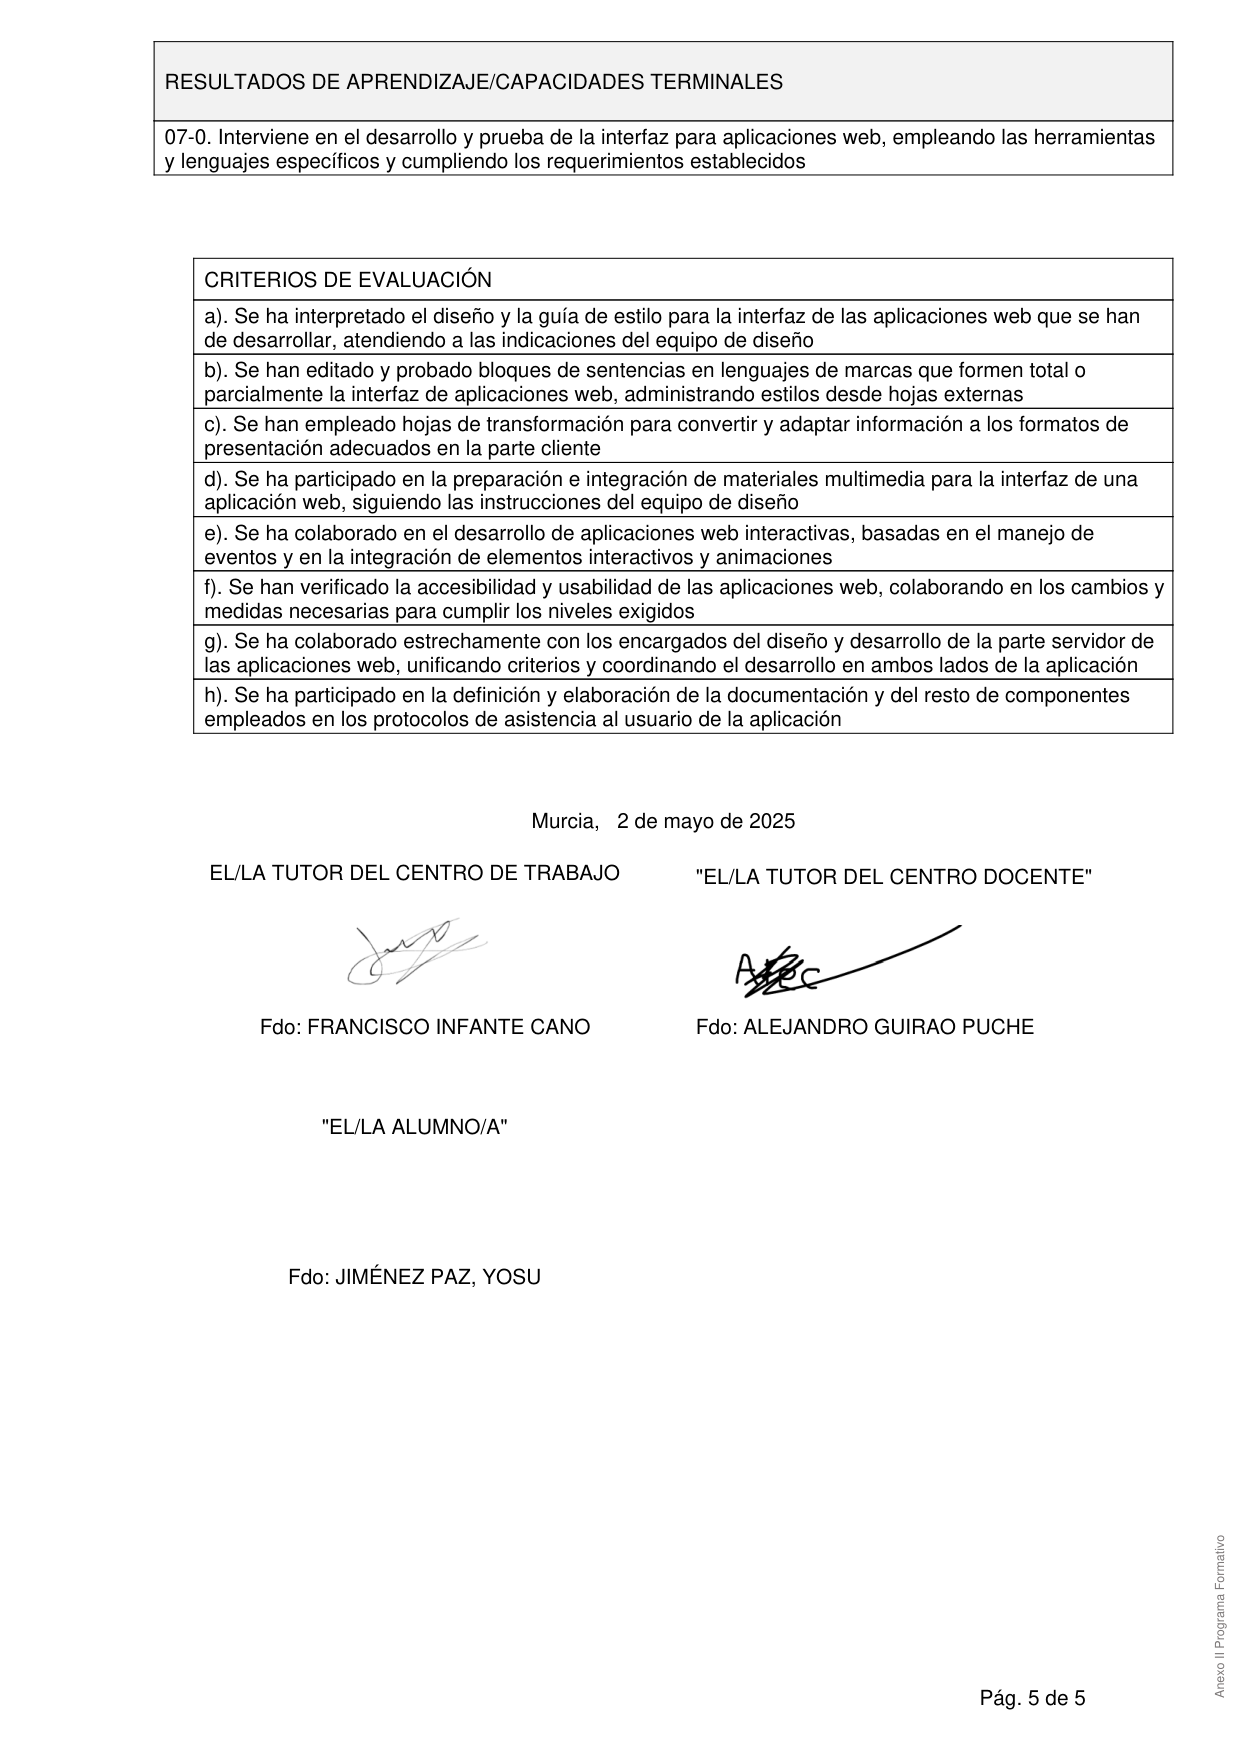 RESULTADOS DE APRENDIZAJE/CAPACIDADES TERMINALES
07-0. Interviene en el desarrollo y prueba de la interfaz para aplicaciones web, empleando las herramientas
y lenguajes específicos y cumpliendo los requerimientos establecidos
CRITERIOS DE EVALUACIÓN
a). Se ha interpretado el diseño y la guía de estilo para la interfaz de las aplicaciones web que se han
de desarrollar, atendiendo a las indicaciones del equipo de diseño
b). Se han editado y probado bloques de sentencias en lenguajes de marcas que formen total o
parcialmente la interfaz de aplicaciones web, administrando estilos desde hojas externas
c). Se han empleado hojas de transformación para convertir y adaptar información a los formatos de
presentación adecuados en la parte cliente
d). Se ha participado en la preparación e integración de materiales multimedia para la interfaz de una
aplicación web, siguiendo las instrucciones del equipo de diseño
e). Se ha colaborado en el desarrollo de aplicaciones web interactivas, basadas en el manejo de
eventos y en la integración de elementos interactivos y animaciones
f). Se han verificado la accesibilidad y usabilidad de las aplicaciones web, colaborando en los cambios y
medidas necesarias para cumplir los niveles exigidos
g). Se ha colaborado estrechamente con los encargados del diseño y desarrollo de la parte servidor de
las aplicaciones web, unificando criterios y coordinando el desarrollo en ambos lados de la aplicación
h). Se ha participado en la definición y elaboración de la documentación y del resto de componentes
empleados en los protocolos de asistencia al usuario de la aplicación
Murcia, 2 de mayo de 2025
EL/LA TUTOR DEL CENTRO DE TRABAJO
"EL/LA TUTOR DEL CENTRO DOCENTE"
Fdo: FRANCISCO INFANTE CANO
Fdo: ALEJANDRO GUIRAO PUCHE
"EL/LA ALUMNO/A"
Fdo: JIMÉNEZ PAZ, YOSU
Anexo II Programa Formativo
Pág. 5 de 5